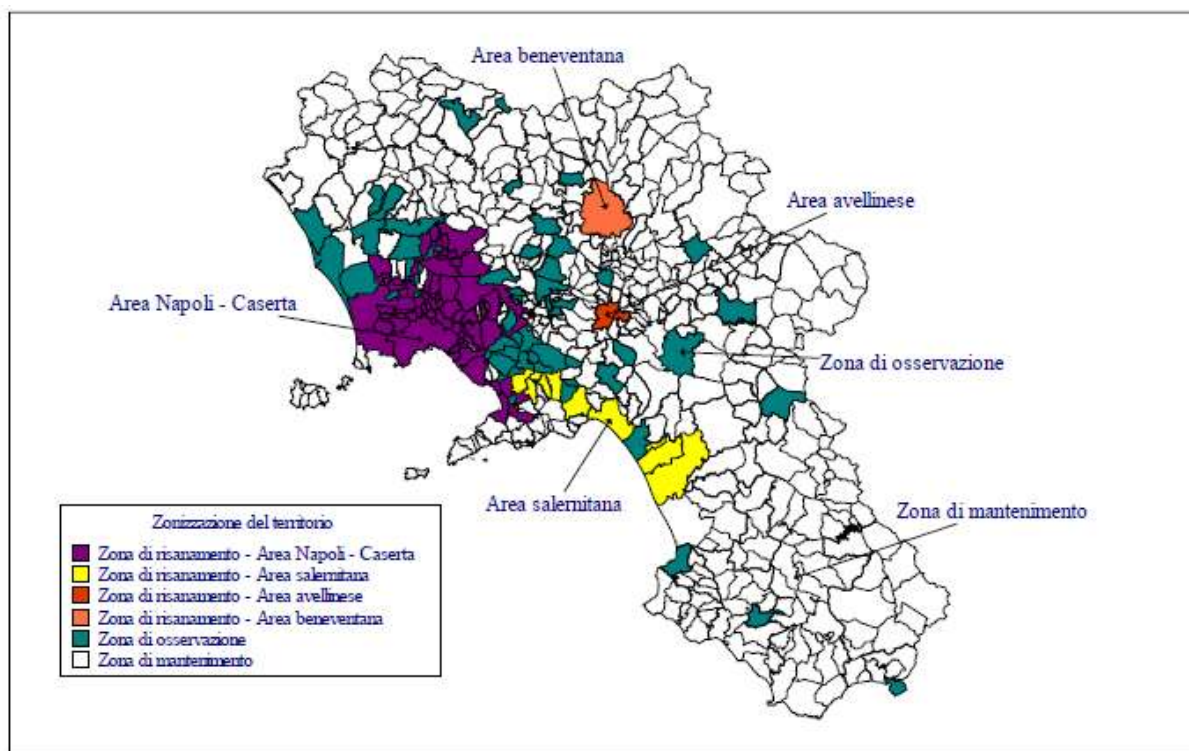 Area beneventana
Area avellinese
Area Napoli - Caserta
Zona di osservazione
Area salernitana
Zona di mantenimento
Zonizzazione del territorio
Zona di risanamento - Area Napoli - Caserta
Zona di risanamento - Area salernitana
Zona di risanamento - Area avellinese
Zona di risanamento - Area beneventana
Zona di osservazione
Zona di mantenimento